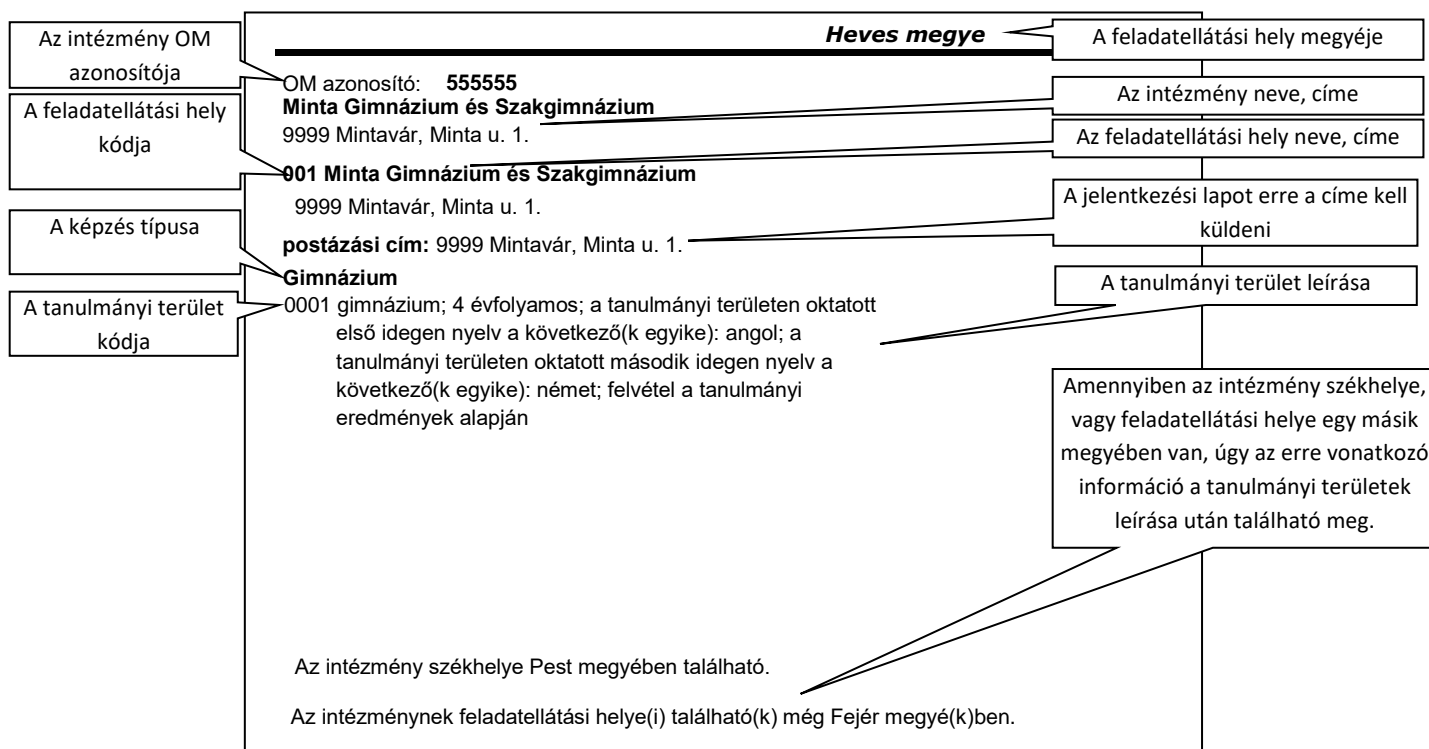 Az intézmény OM
azonosítója
A feladatellátási hely
kódja
A képzés típusa
A tanulmányi terület
kódja
Heves megye
OM azonosító: 555555
Minta Gimnázium és Szakgimnázium
9999 Mintavár, Minta u. 1.
001 Minta Gimnázium és Szakgimnázium
9999 Mintavár, Minta u. 1.
postázási cím: 9999 Mintavár, Minta u. 1.
Gimnázium
0001 gimnázium; 4 évfolyamos; a tanulmányi területen oktatott
első idegen nyelv a következő(k egyike): angol; a
tanulmányi területen oktatott második idegen nyelv a
következő(k egyike): német; felvétel a tanulmányi
eredmények alapján
Az intézmény székhelye Pest megyében található.
Az intézménynek feladatellátási helye(i) található(k) még Fejér megyé(k)ben.
A feladatellátási hely megyéje
Az intézmény neve, címe
Az feladatellátási hely neve, címe
A jelentkezési lapot erre a címe kell
küldeni
A tanulmányi terület leírása
Amennyiben az intézmény székhelye,
vagy feladatellátási helye egy másik
megyében van, úgy az erre vonatkozó
információ a tanulmányi területek
leírása után található meg.